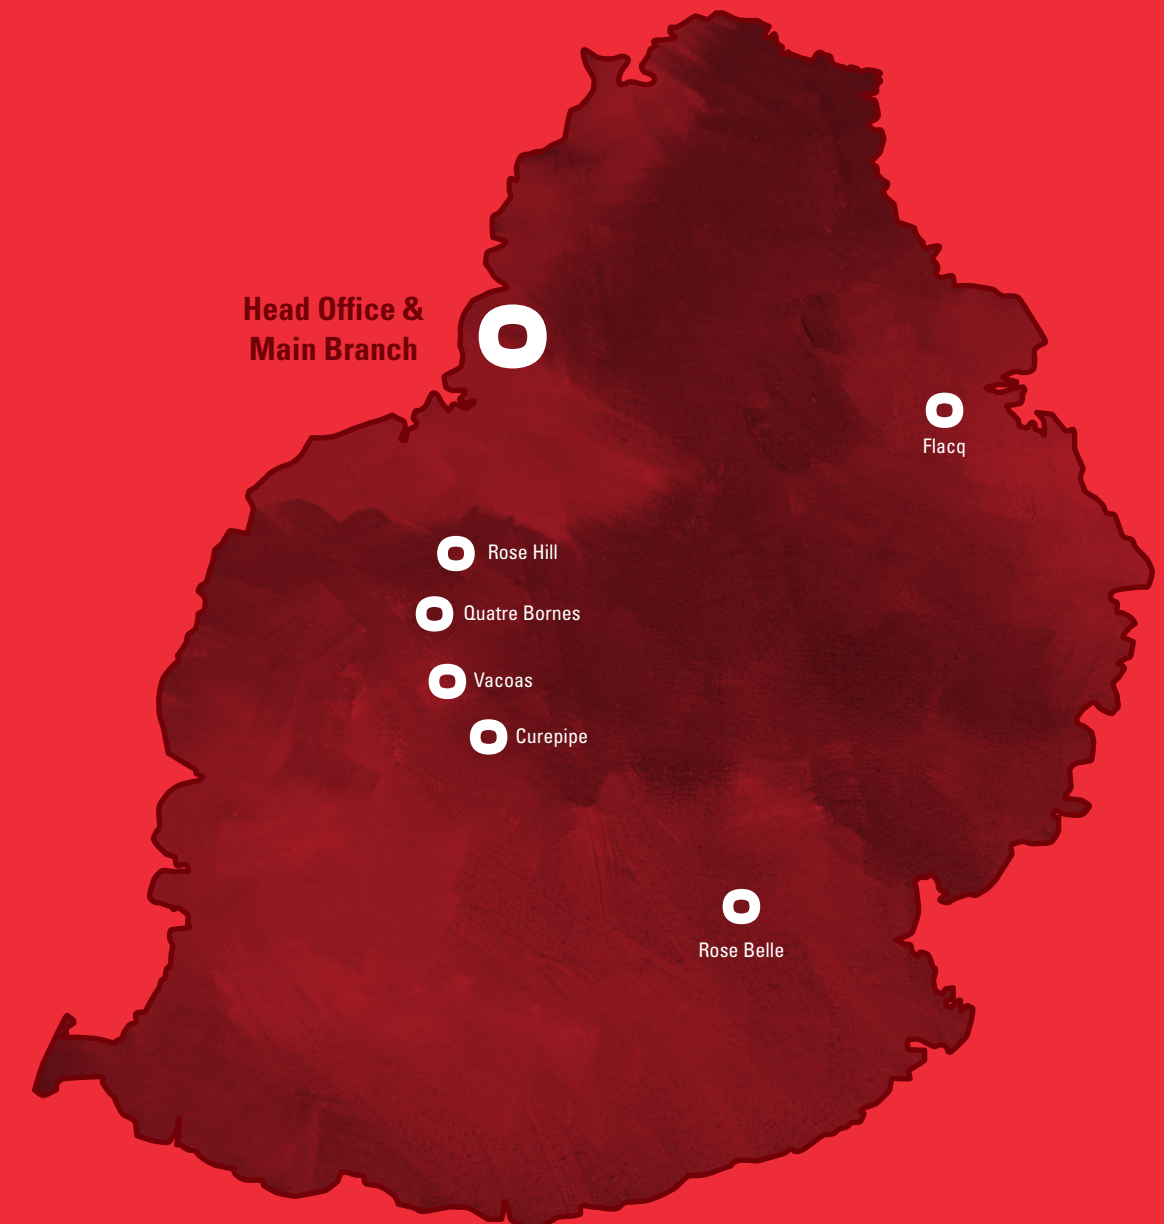 Head Office &
Main Branch
Flacq
Rose Hill
Quatre Bornes
Vacoas
Curepipe
Rose Belle